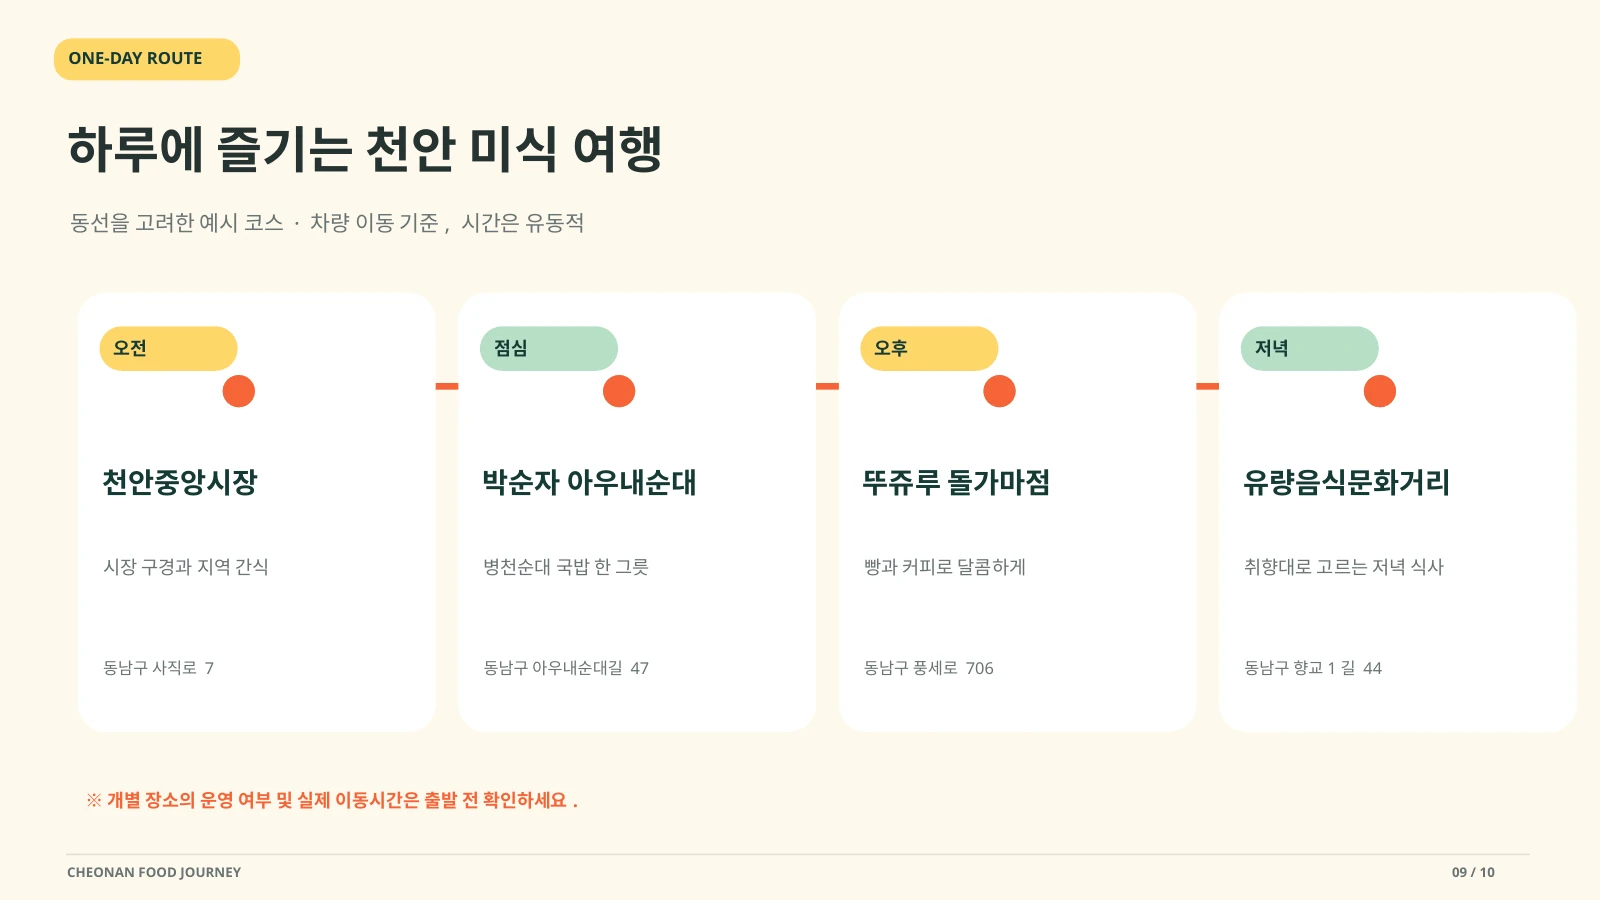 ONE-DAY ROUTE
하루에 즐기는 천안 미식 여행
동선을 고려한 예시 코스 · 차량 이동 기준 , 시간은 유동적
오전
천안중앙시장
시장 구경과 지역 간식
동남구 사직로 7
점심
박순자 아우내순대
병천순대 국밥 한 그릇
동남구 아우내순대길 47
오후
뚜쥬루 돌가마점
빵과 커피로 달콤하게
동남구 풍세로 706
저녁
유량음식문화거리
취향대로 고르는 저녁 식사
동남구 향교 1 길 44
※ 개별 장소의 운영 여부 및 실제 이동시간은 출발 전 확인하세요 .
CHEONAN FOOD JOURNEY
09 / 10